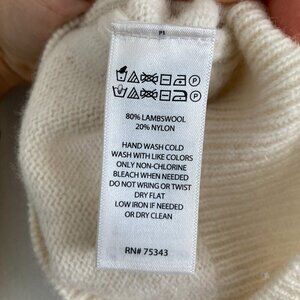 80% LAMBSWOOL
20% NYLON
HAND WASH COLD
WASH WITH LIKE COLORS
ONLY NON-CHLORINE
BLEACH WHEN NEEDED
DO NOT WRING OR TWIST
DRY FLAT
LOW IRON IF NEEDED
OR DRY CLEAN
RN# 75343